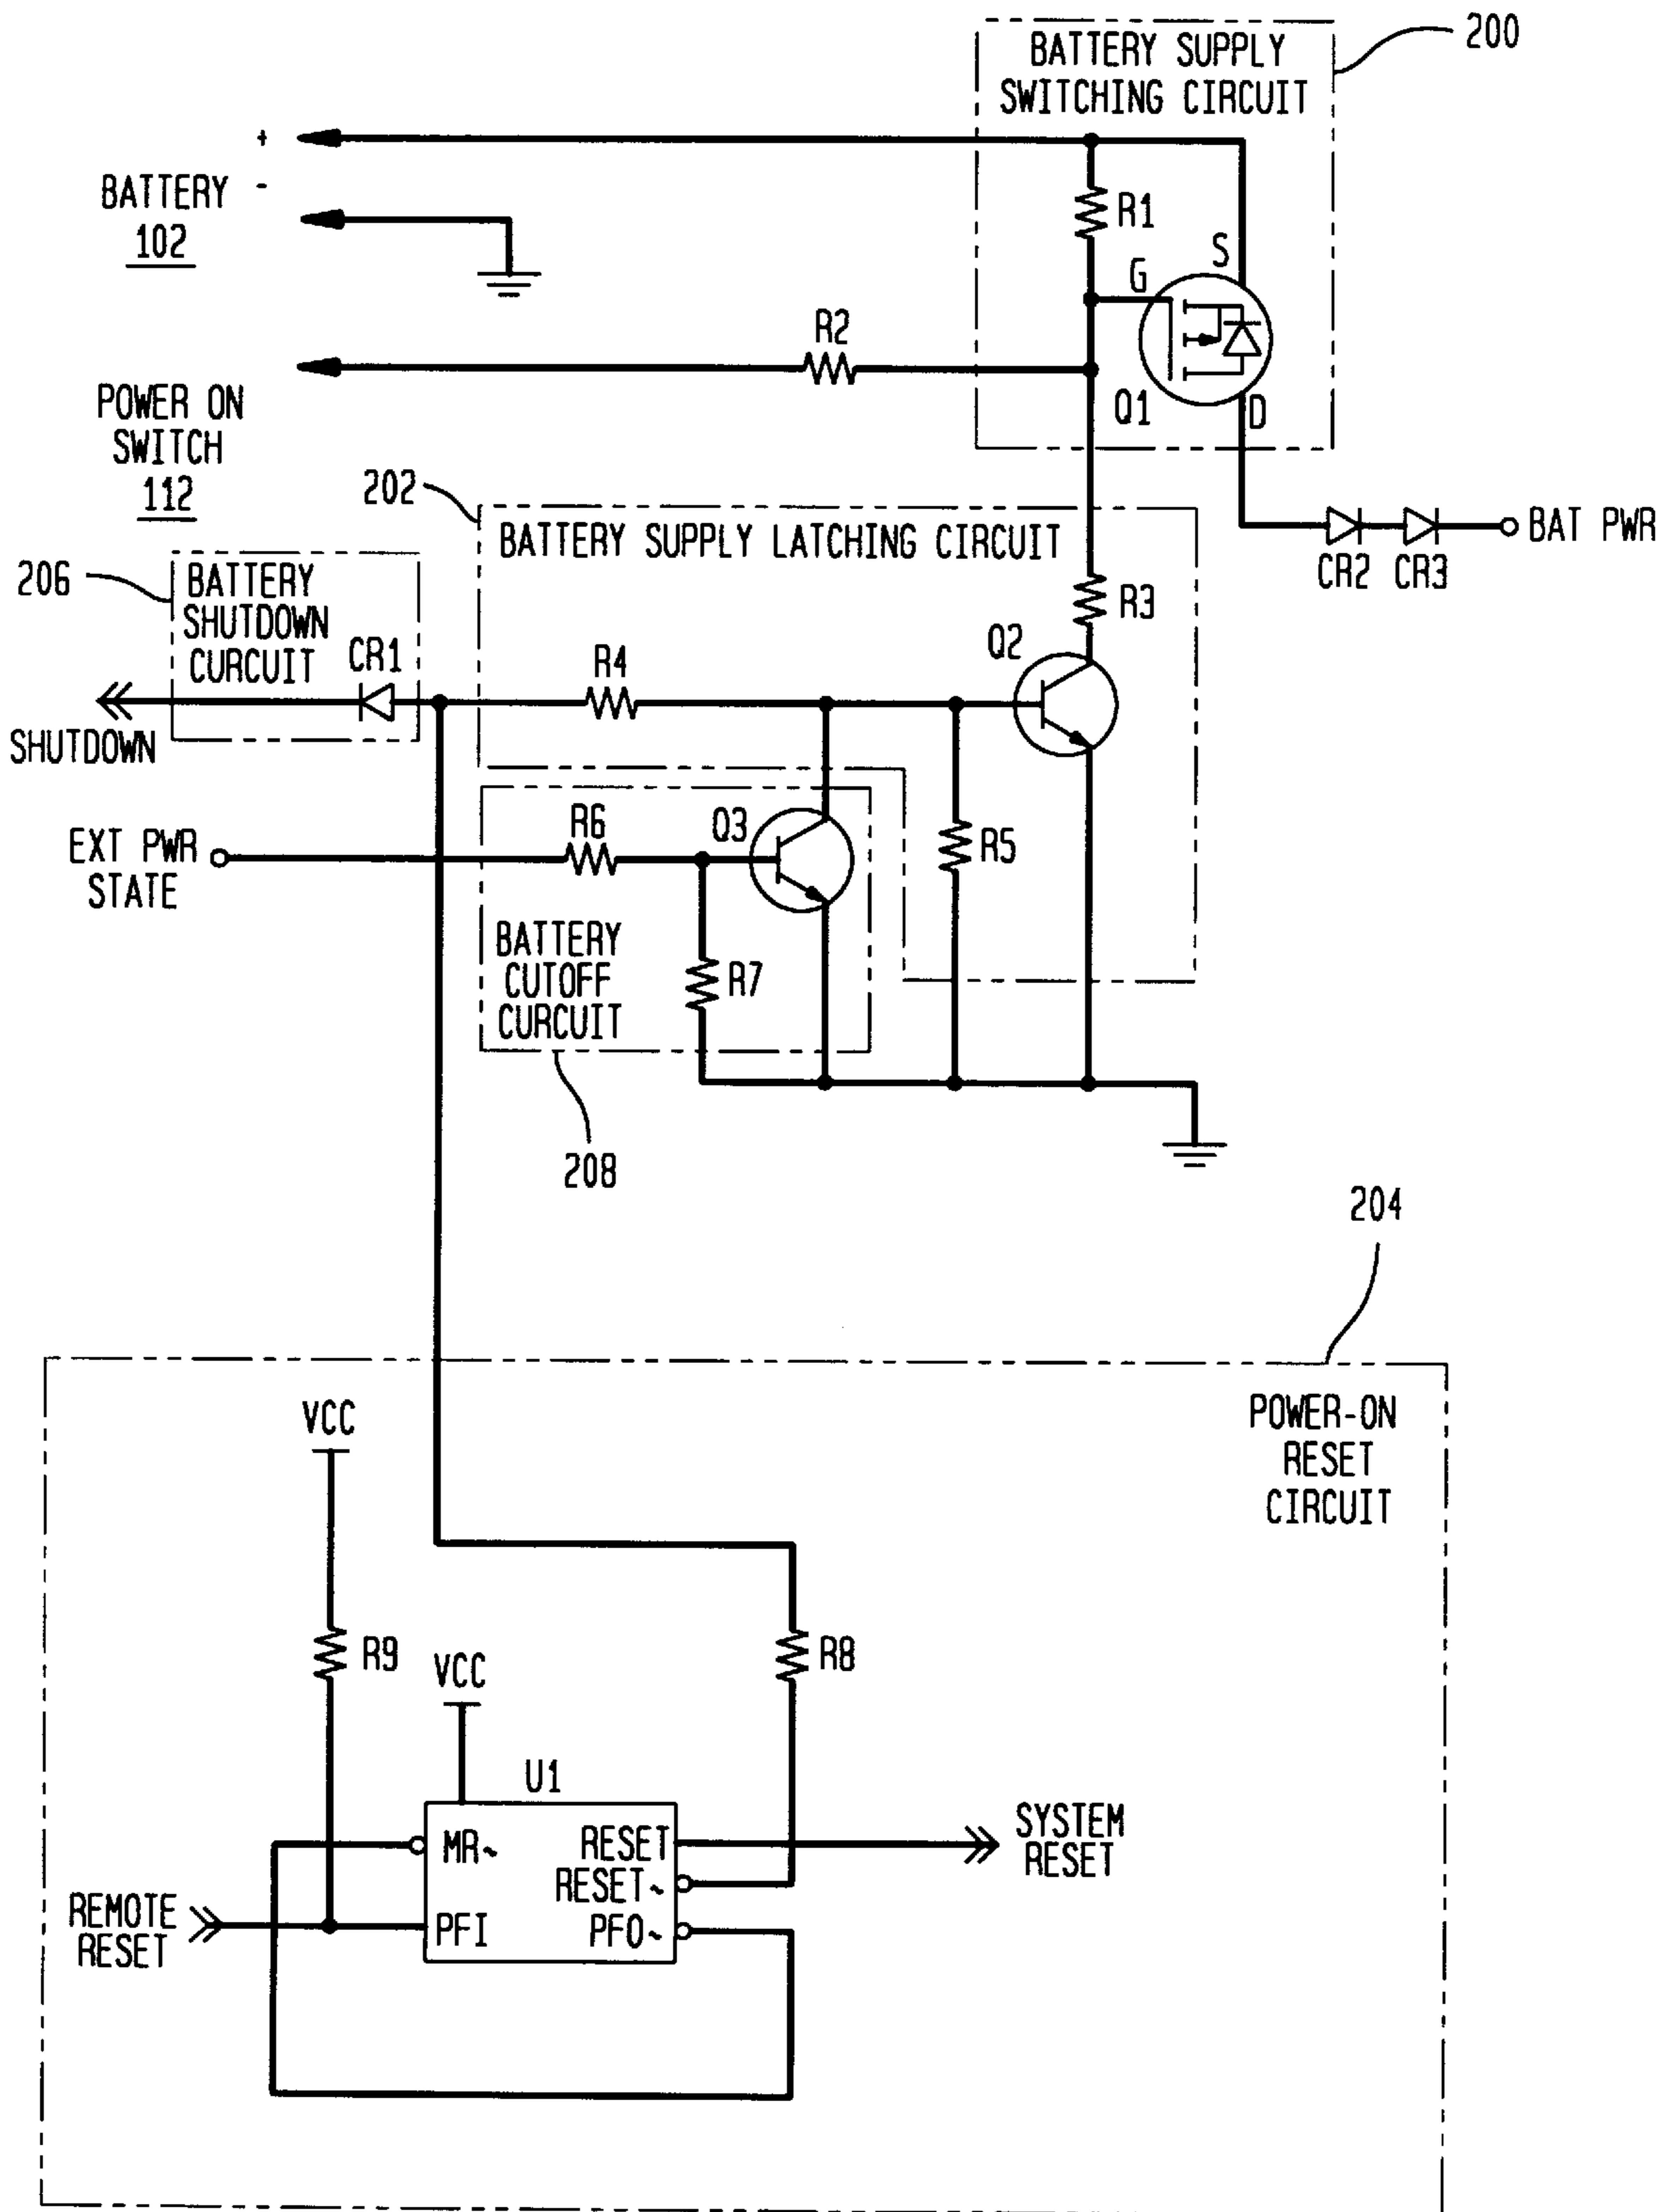 200
BATTERY SUPPLY
SWITCHING CIRCUIT
+
-
BATTERY
102
R1
S
G
R2
Q1
D
POWER ON
SWITCH
112
202
BATTERY SUPPLY LATCHING CIRCUIT
BAT PWR
CR2
CR3
206
BATTERY
SHUTDOWN
CURCUIT
CR1
R3
R4
Q2
SHUTDOWN
EXT PWR
STATE
R6
Q3
R5
BATTERY
CUTOFF
CURCUIT
R7
208
204
POWER-ON
RESET
CIRCUIT
VCC
R9
VCC
R8
U1
MR~
RESET
RESET~
PFI
PFO~
SYSTEM
RESET
REMOTE
RESET